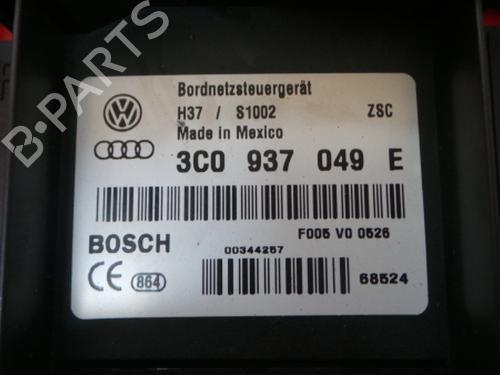 B-PARTS
Bordnetzsteuergerät
H37 / S1002 ZSC
Made in Mexico
3C0 937 049 E
BOSCH
F005 V0 0526
00344257
CE 864
68524